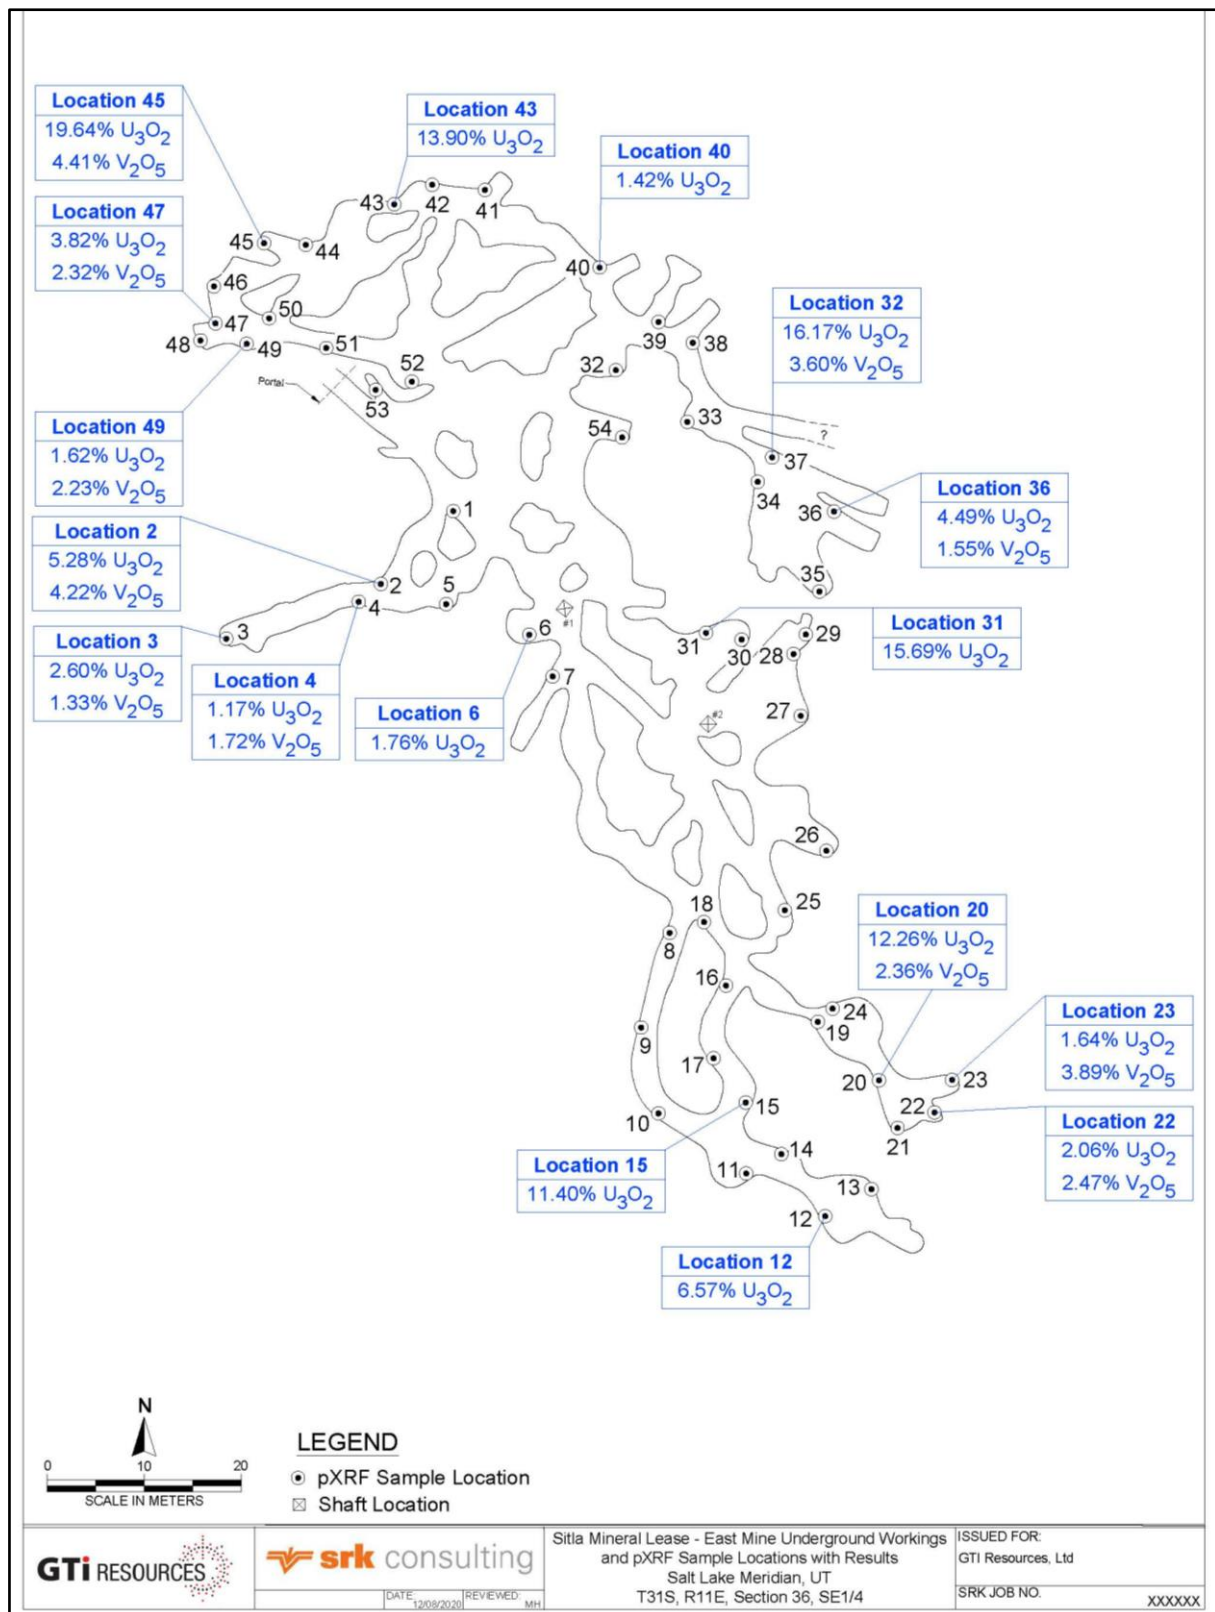 Location 45
19.64% U3O2
4.41% V2O5
Location 43
13.90% U3O2
Location 40
1.42% U3O2
Location 47
3.82% U3O2
2.32% V2O5
Location 32
16.17% U3O2
3.60% V2O5
Location 49
1.62% U3O2
2.23% V2O5
Location 36
4.49% U3O2
1.55% V2O5
Location 2
5.28% U3O2
4.22% V2O5
Location 3
2.60% U3O2
1.33% V2O5
Location 4
1.17% U3O2
1.72% V2O5
Location 6
1.76% U3O2
Location 31
15.69% U3O2
Location 20
12.26% U3O2
2.36% V2O5
Location 23
1.64% U3O2
3.89% V2O5
Location 22
2.06% U3O2
2.47% V2O5
Location 15
11.40% U3O2
Location 12
6.57% U3O2
43
42
41
45
44
40
46
50
47
39
48
49
51
38
52
32
Portal
53
33
54
?
37
34
1
36
2
5
35
4
#1
3
6
31
30
29
28
7
#2
27
26
18
25
8
16
24
19
9
17
20
23
15
22
10
21
14
11
13
12
N
0
10
20
SCALE IN METERS
LEGEND
pXRF Sample Location
Shaft Location
GTi RESOURCES
srk consulting
DATE:
12/08/2020
REVIEWED:
MH
Sitla Mineral Lease - East Mine Underground Workings
and pXRF Sample Locations with Results
Salt Lake Meridian, UT
T31S, R11E, Section 36, SE1/4
ISSUED FOR:
GTI Resources, Ltd
SRK JOB NO.
XXXXXX